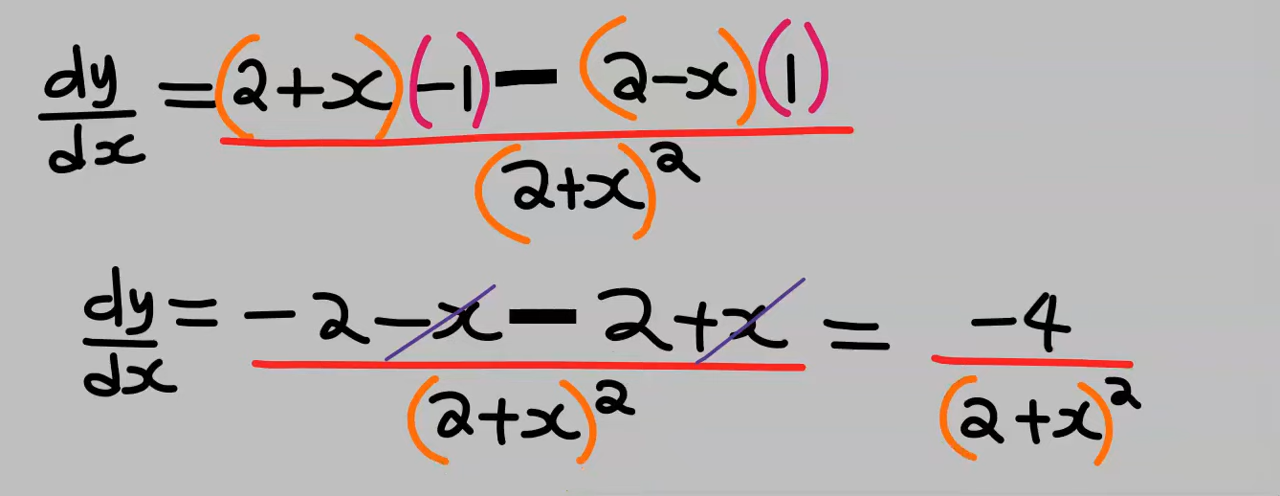 dy/dx = (2+x)(-1) - (2-x)(1) / (2+x)²
dy/dx = -2 - x - 2 + x / (2+x)² = -4 / (2+x)²